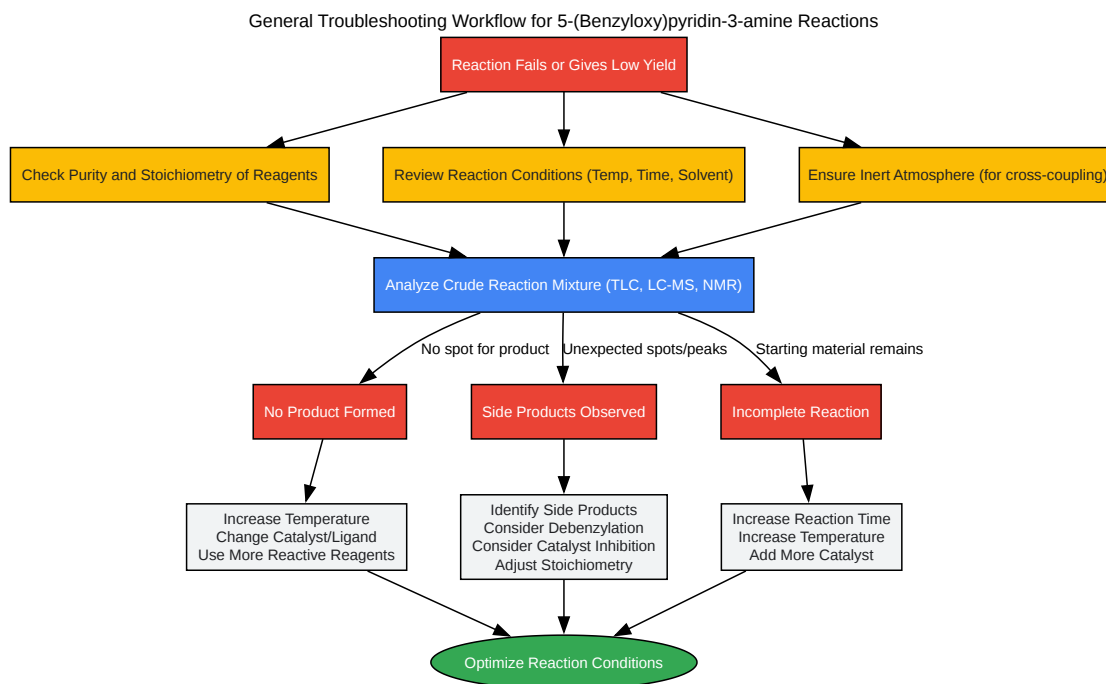 General Troubleshooting Workflow for 5-(Benzyloxy)pyridin-3-amine Reactions
Reaction Fails or Gives Low Yield
Check Purity and Stoichiometry of Reagents
Review Reaction Conditions (Temp, Time, Solvent)
Ensure Inert Atmosphere (for cross-coupling)
Analyze Crude Reaction Mixture (TLC, LC-MS, NMR)
No spot for product
Unexpected spots/peaks
Starting material remains
No Product Formed
Side Products Observed
Incomplete Reaction
Increase Temperature
Change Catalyst/Ligand
Use More Reactive Reagents
Identify Side Products
Consider Debenzylation
Consider Catalyst Inhibition
Adjust Stoichiometry
Increase Reaction Time
Increase Temperature
Add More Catalyst
Optimize Reaction Conditions